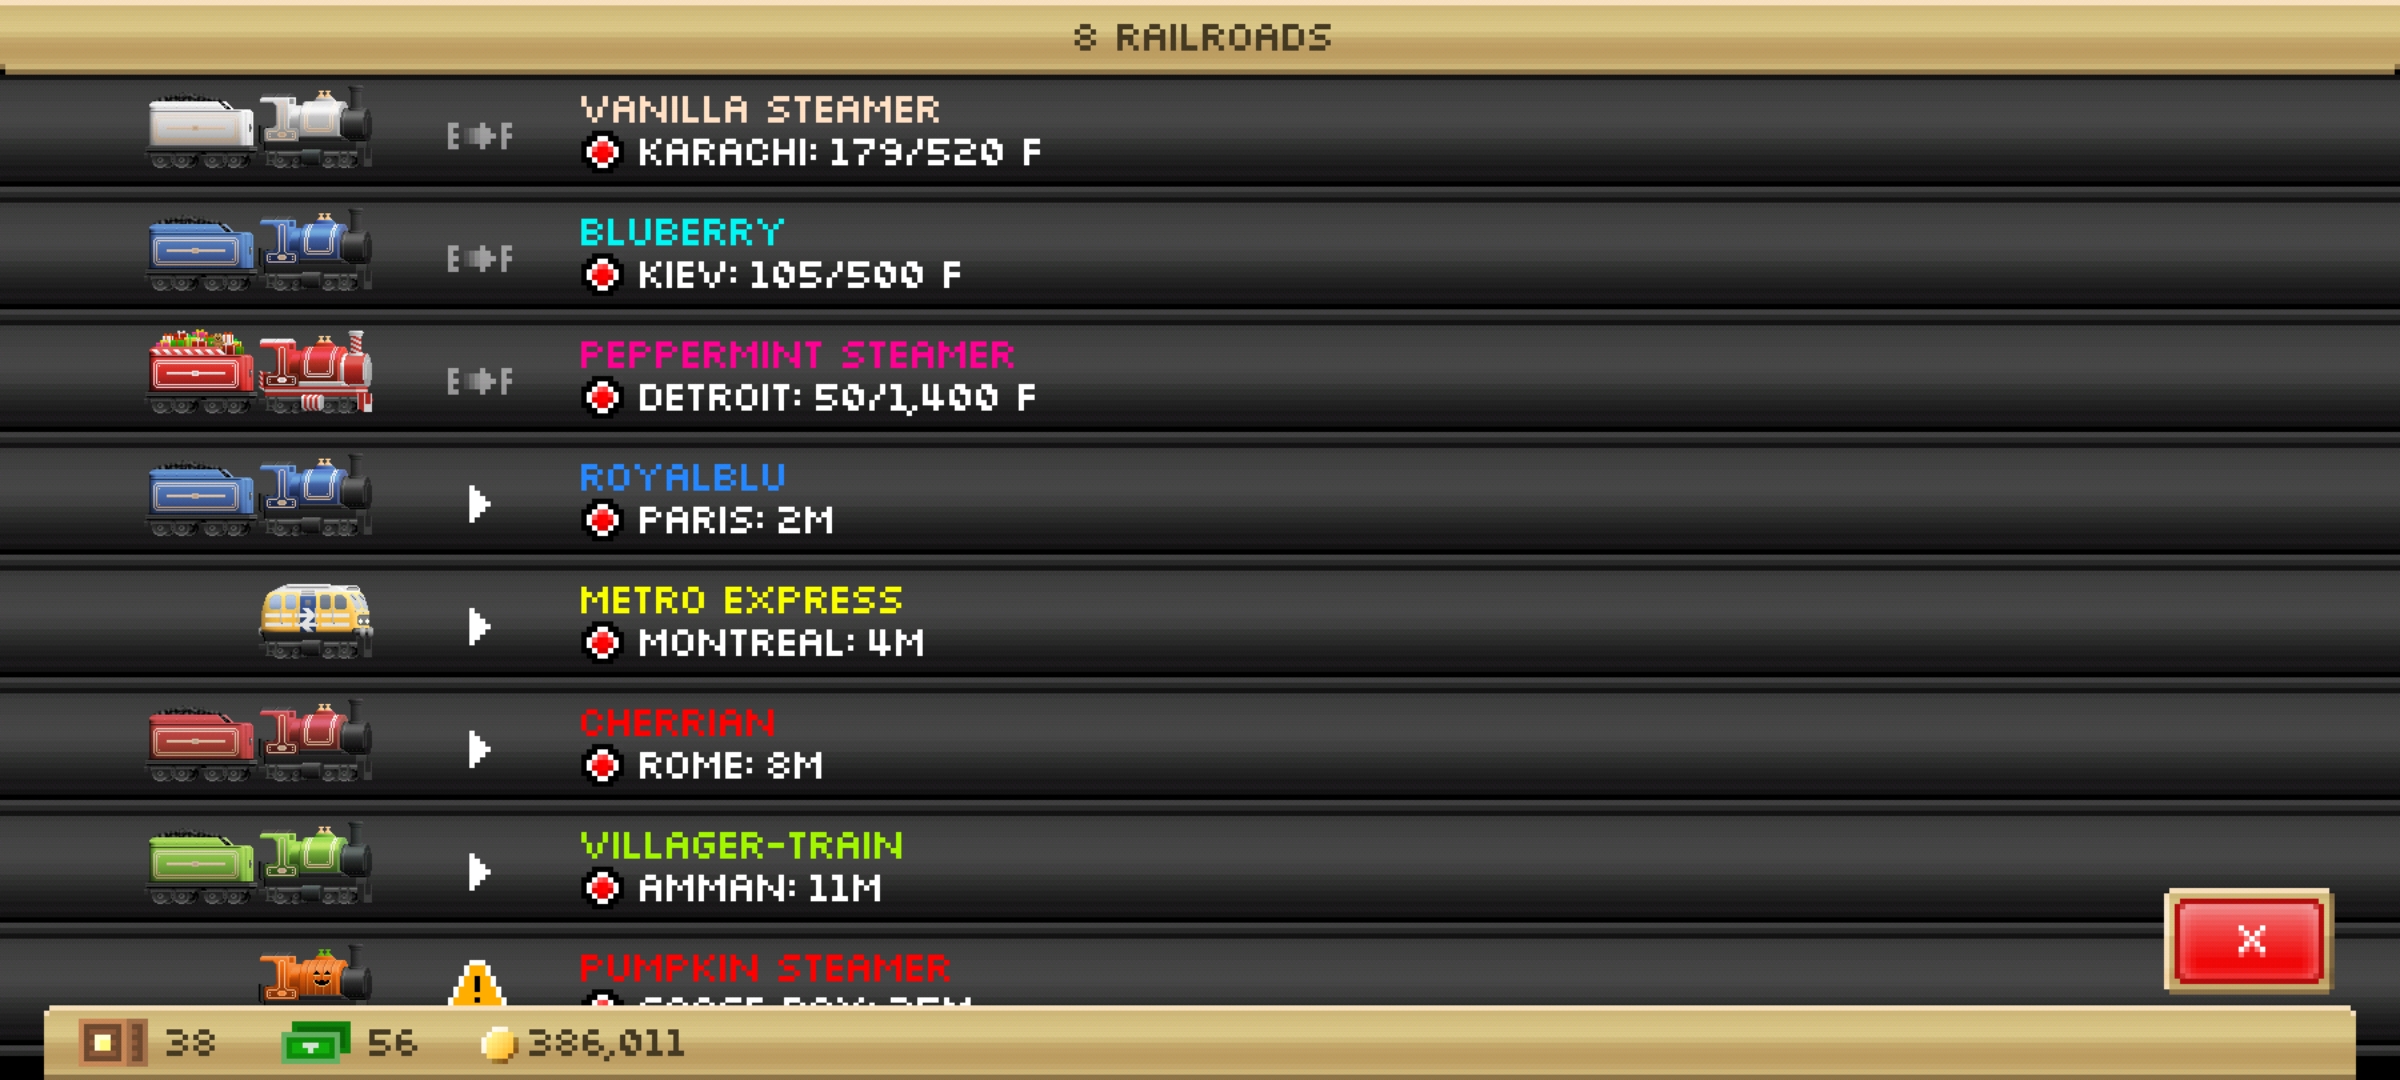 8 RAILROADS
VANILLA STEAMER
E F
KARACHI: 179/520 F
BLUBERRY
E F
KIEV: 105/500 F
PEPPERMINT STEAMER
E F
DETROIT: 50/1,400 F
ROYALBLU
PARIS: 2M
METRO EXPRESS
MONTREAL: 4M
CHERRIAN
ROME: 8M
VILLAGER-TRAIN
AMMAN: 11M
PUMPKIN STEAMER
X
38 56 386,011